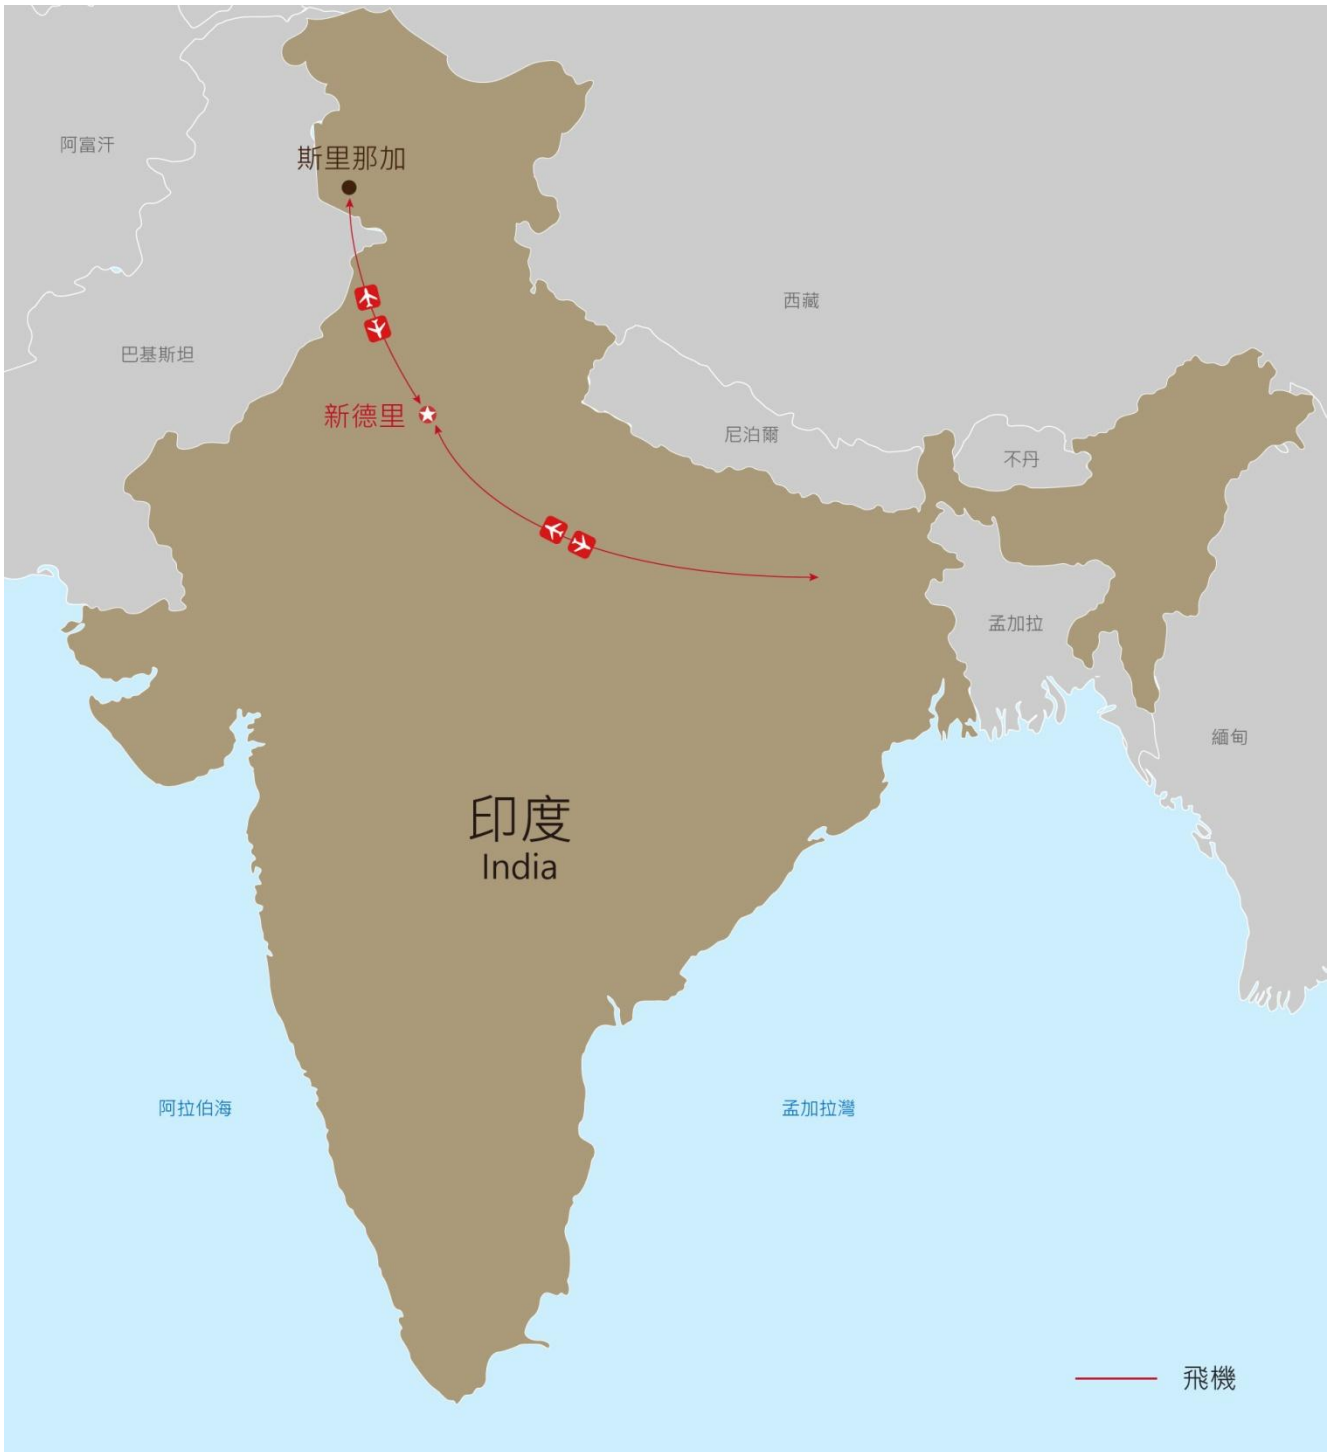 阿富汗
斯里那加
西藏
巴基斯坦
新德里
尼泊爾
不丹
孟加拉
緬甸
印度
India
阿拉伯海
孟加拉灣
飛機